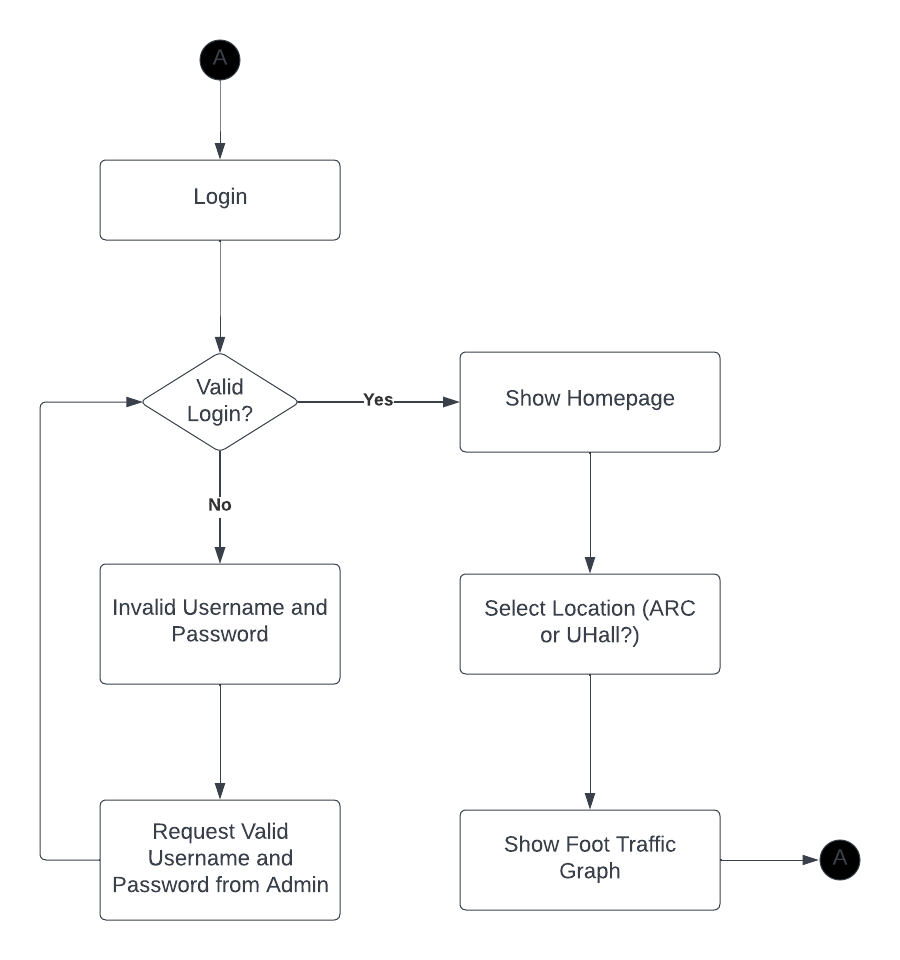 A
Login
Valid
Login?
Yes
Show Homepage
No
Invalid Username and
Password
Select Location (ARC
or UHall?)
Request Valid
Username and
Password from Admin
Show Foot Traffic
Graph
A